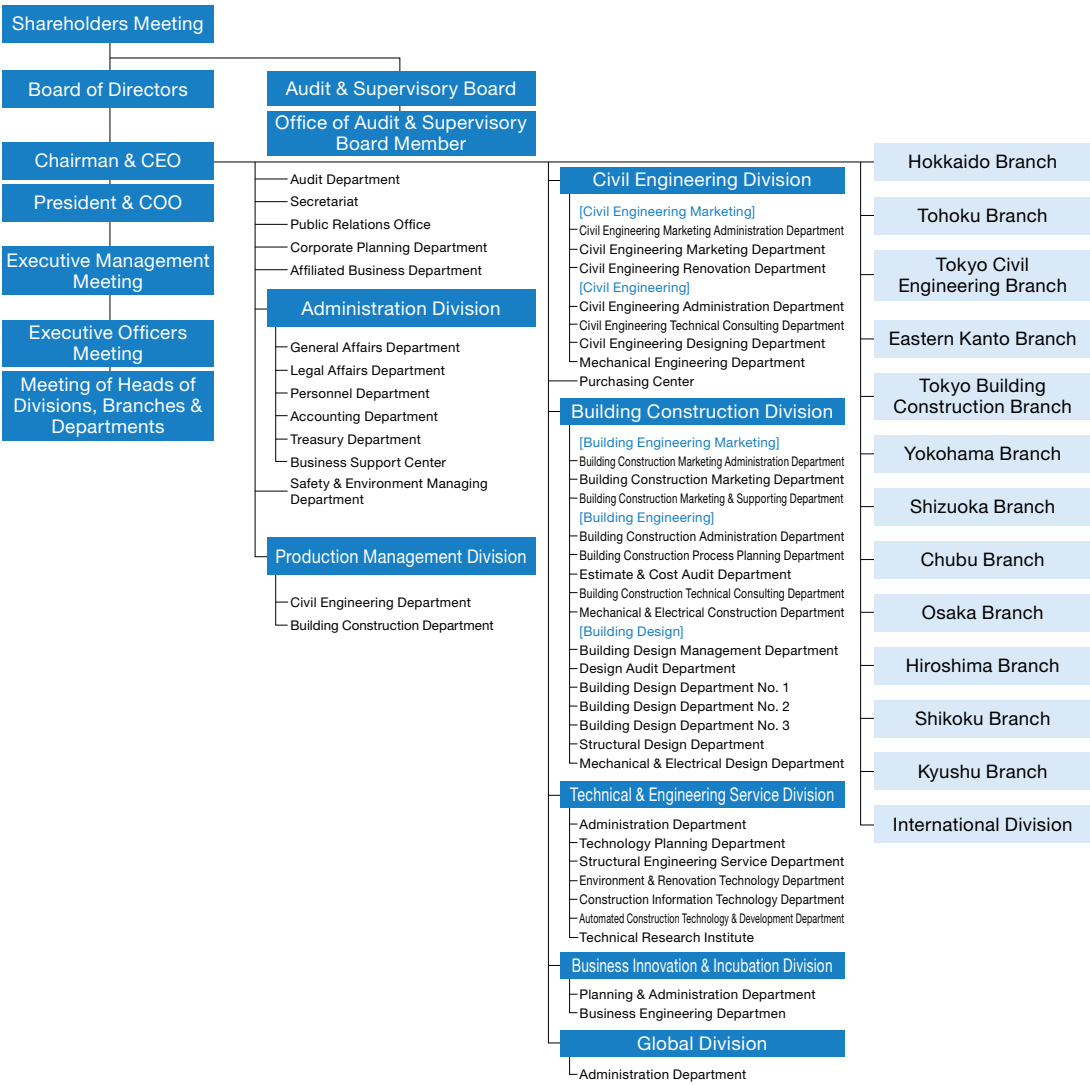 Shareholders Meeting
Board of Directors
Audit & Supervisory Board
Office of Audit & Supervisory
Board Member
Chairman & CEO
President & COO
Executive Management
Meeting
Executive Officers
Meeting
Meeting of Heads of
Divisions, Branches &
Departments
Audit Department
Secretariat
Public Relations Office
Corporate Planning Department
Affiliated Business Department
Administration Division
General Affairs Department
Legal Affairs Department
Personnel Department
Accounting Department
Treasury Department
Business Support Center
Safety & Environment Managing
Department
Production Management Division
Civil Engineering Department
Building Construction Department
Civil Engineering Division
[Civil Engineering Marketing]
Civil Engineering Marketing Administration Department
Civil Engineering Marketing Department
Civil Engineering Renovation Department
[Civil Engineering]
Civil Engineering Administration Department
Civil Engineering Technical Consulting Department
Civil Engineering Designing Department
Mechanical Engineering Department
Purchasing Center
Building Construction Division
[Building Engineering Marketing]
Building Construction Marketing Administration Department
Building Construction Marketing Department
Building Construction Marketing & Supporting Department
[Building Engineering]
Building Construction Administration Department
Building Construction Process Planning Department
Estimate & Cost Audit Department
Building Construction Technical Consulting Department
Mechanical & Electrical Construction Department
[Building Design]
Building Design Management Department
Design Audit Department
Building Design Department No. 1
Building Design Department No. 2
Building Design Department No. 3
Structural Design Department
Mechanical & Electrical Design Department
Technical & Engineering Service Division
Administration Department
Technology Planning Department
Structural Engineering Service Department
Environment & Renovation Technology Department
Construction Information Technology Department
Automated Construction Technology & Development Department
Technical Research Institute
Business Innovation & Incubation Division
Planning & Administration Department
Business Engineering Departmen
Global Division
Administration Department
Hokkaido Branch
Tohoku Branch
Tokyo Civil
Engineering Branch
Eastern Kanto Branch
Tokyo Building
Construction Branch
Yokohama Branch
Shizuoka Branch
Chubu Branch
Osaka Branch
Hiroshima Branch
Shikoku Branch
Kyushu Branch
International Division